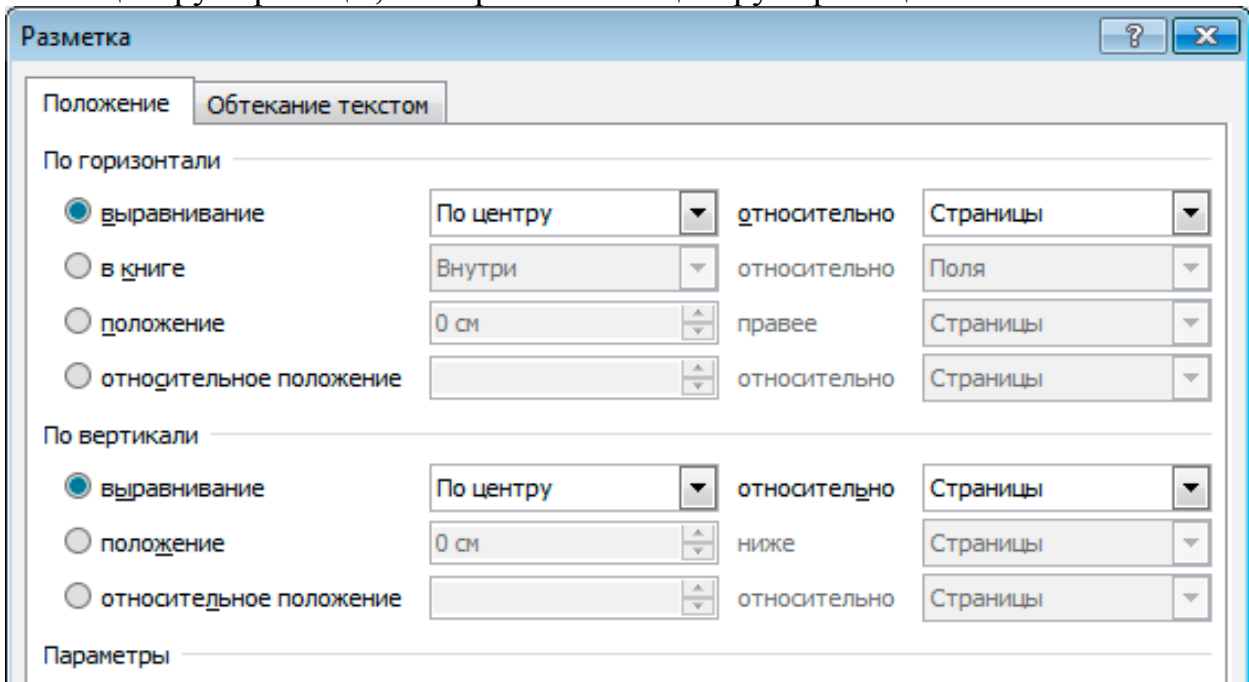 Разметка
Положение Обтекание текстом
По горизонтали
выравнивание По центру относительно Страницы
в книге Внутри относительно Поля
положение 0 см правее Страницы
относительное положение относительно Страницы
По вертикали
выравнивание По центру относительно Страницы
положение 0 см ниже Страницы
относительное положение относительно Страницы
Параметры